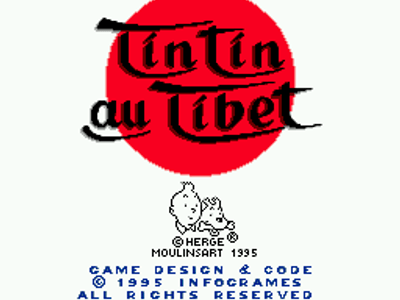 Tintin
au Tibet
©HERGE ®
MOULINSART 1995
GAME DESIGN & CODE
© 1995 INFOGRAMES
ALL RIGHTS RESERVED